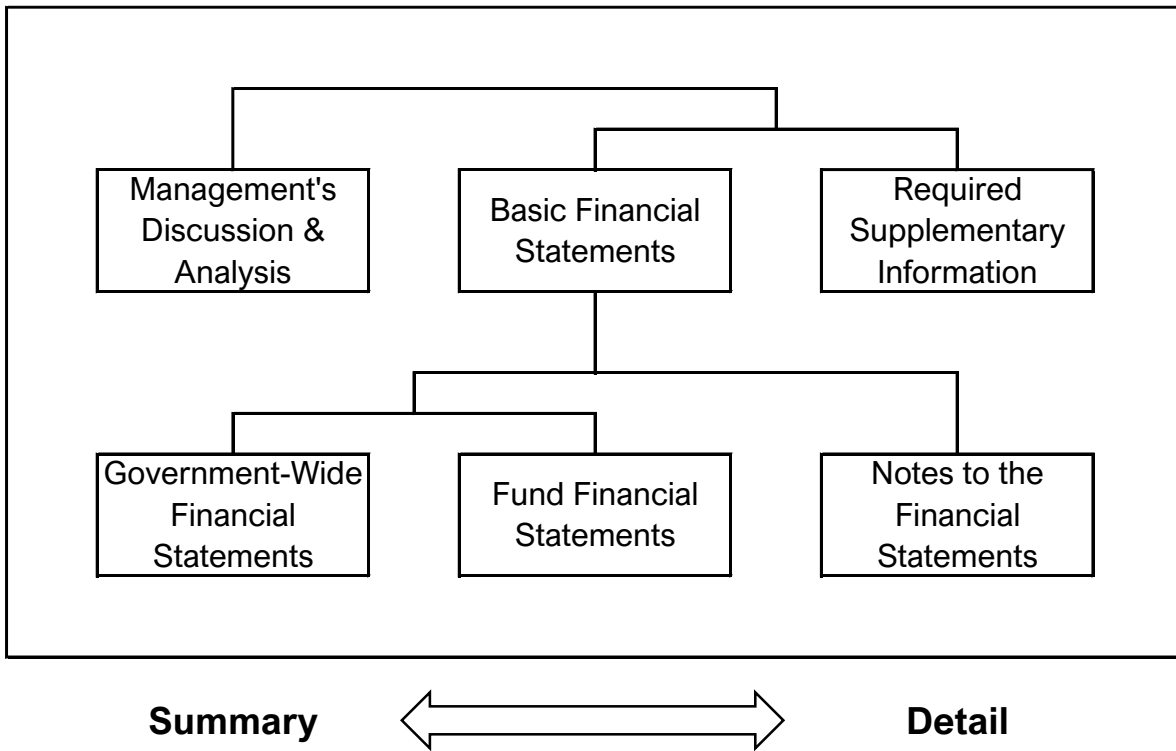 Management's
Discussion &
Analysis
Basic Financial
Statements
Required
Supplementary
Information
Government-Wide
Financial
Statements
Fund Financial
Statements
Notes to the
Financial
Statements
Summary
Detail